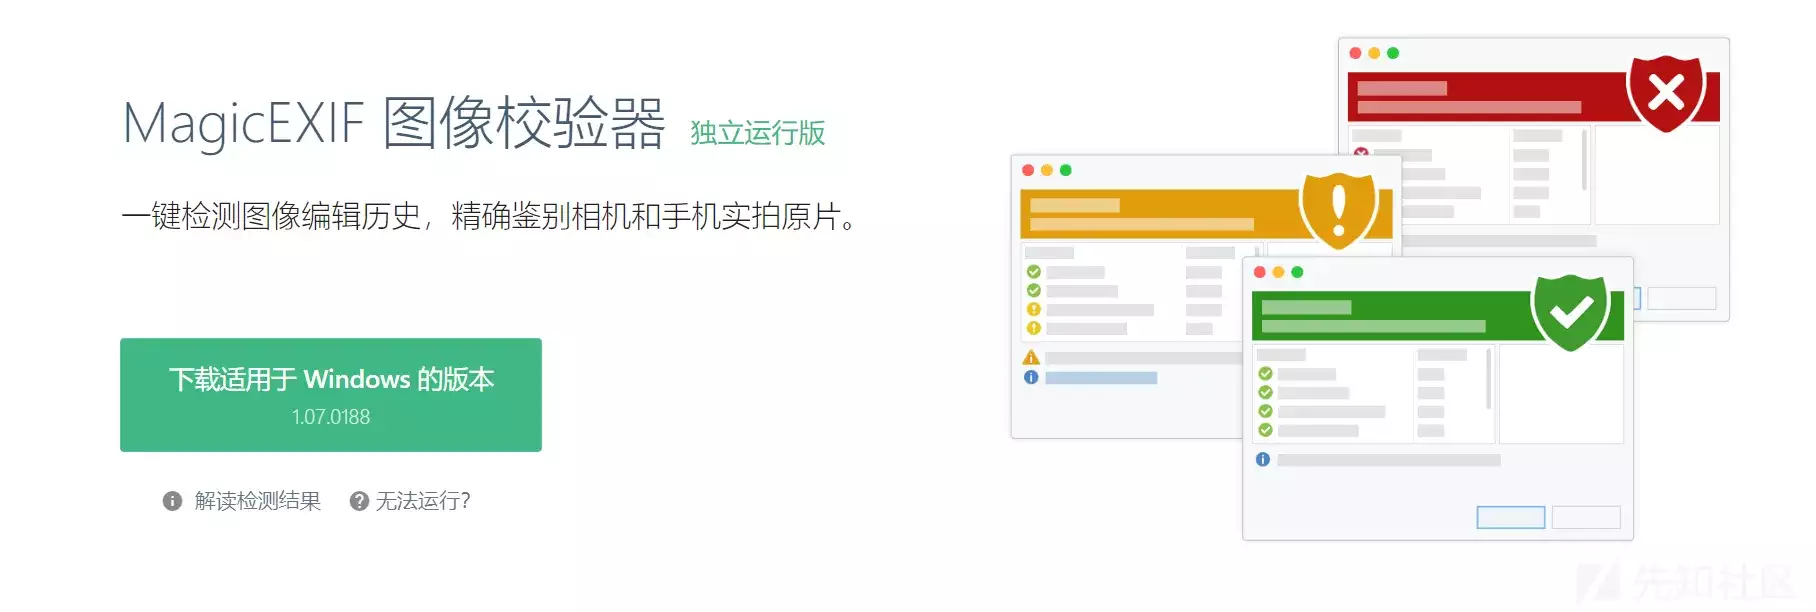 MagicEXIF 图像校验器 独立运行版
一键检测图像编辑历史，精确鉴别相机和手机实拍原片。
下载适用于 Windows 的版本
1.07.0188
解读检测结果 无法运行?
先知社区